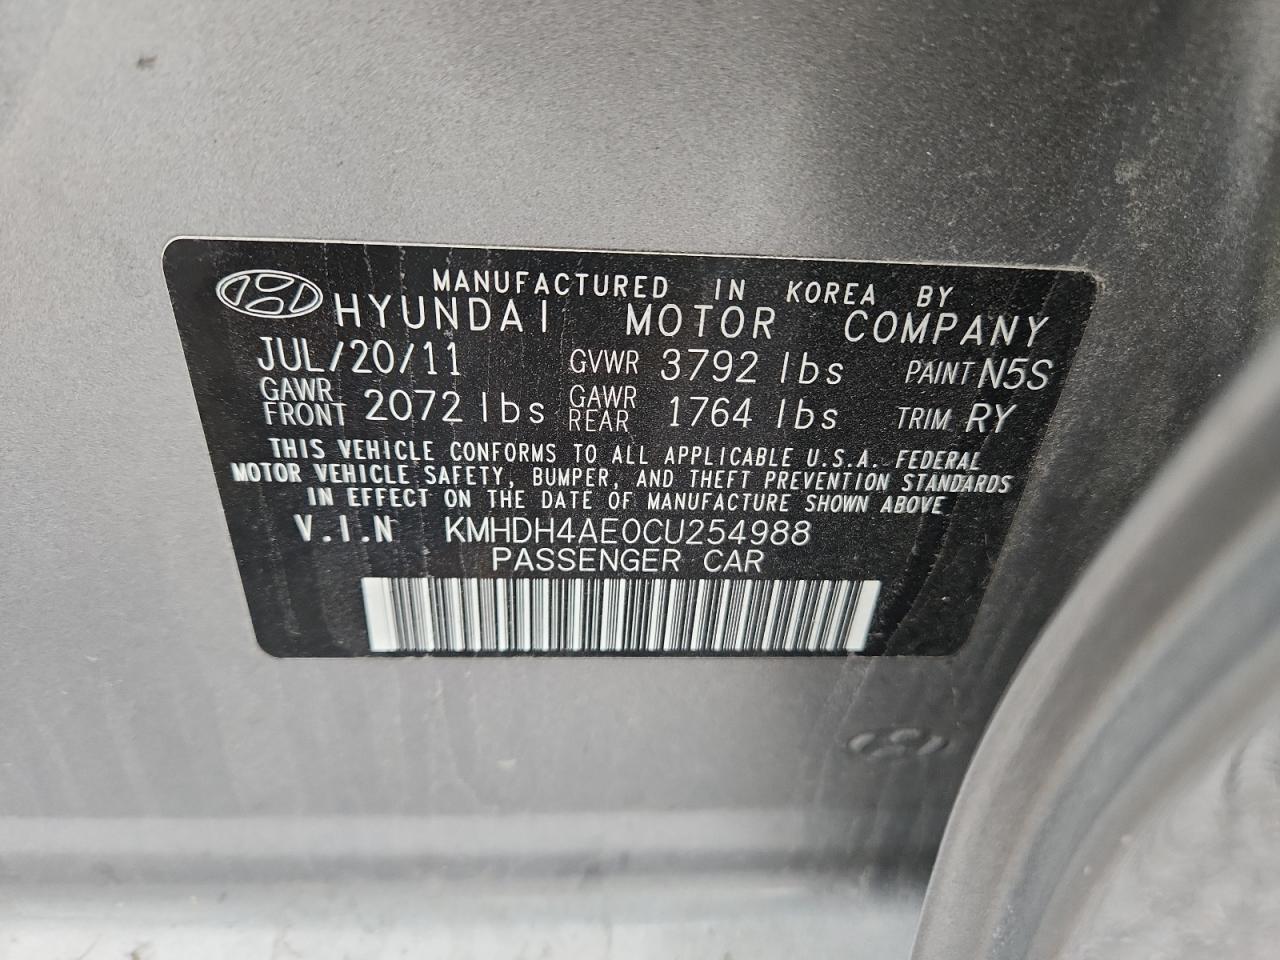 MANUFACTURED IN KOREA BY
HYUNDAI MOTOR COMPANY
JUL/20/11 GVWR 3792 lbs PAINT N5S
GAWR FRONT 2072 lbs GAWR REAR 1764 lbs TRIM RY
THIS VEHICLE CONFORMS TO ALL APPLICABLE U.S.A. FEDERAL
MOTOR VEHICLE SAFETY, BUMPER, AND THEFT PREVENTION STANDARDS
IN EFFECT ON THE DATE OF MANUFACTURE SHOWN ABOVE
V.I.N KMHDH4AE0CU254988
PASSENGER CAR